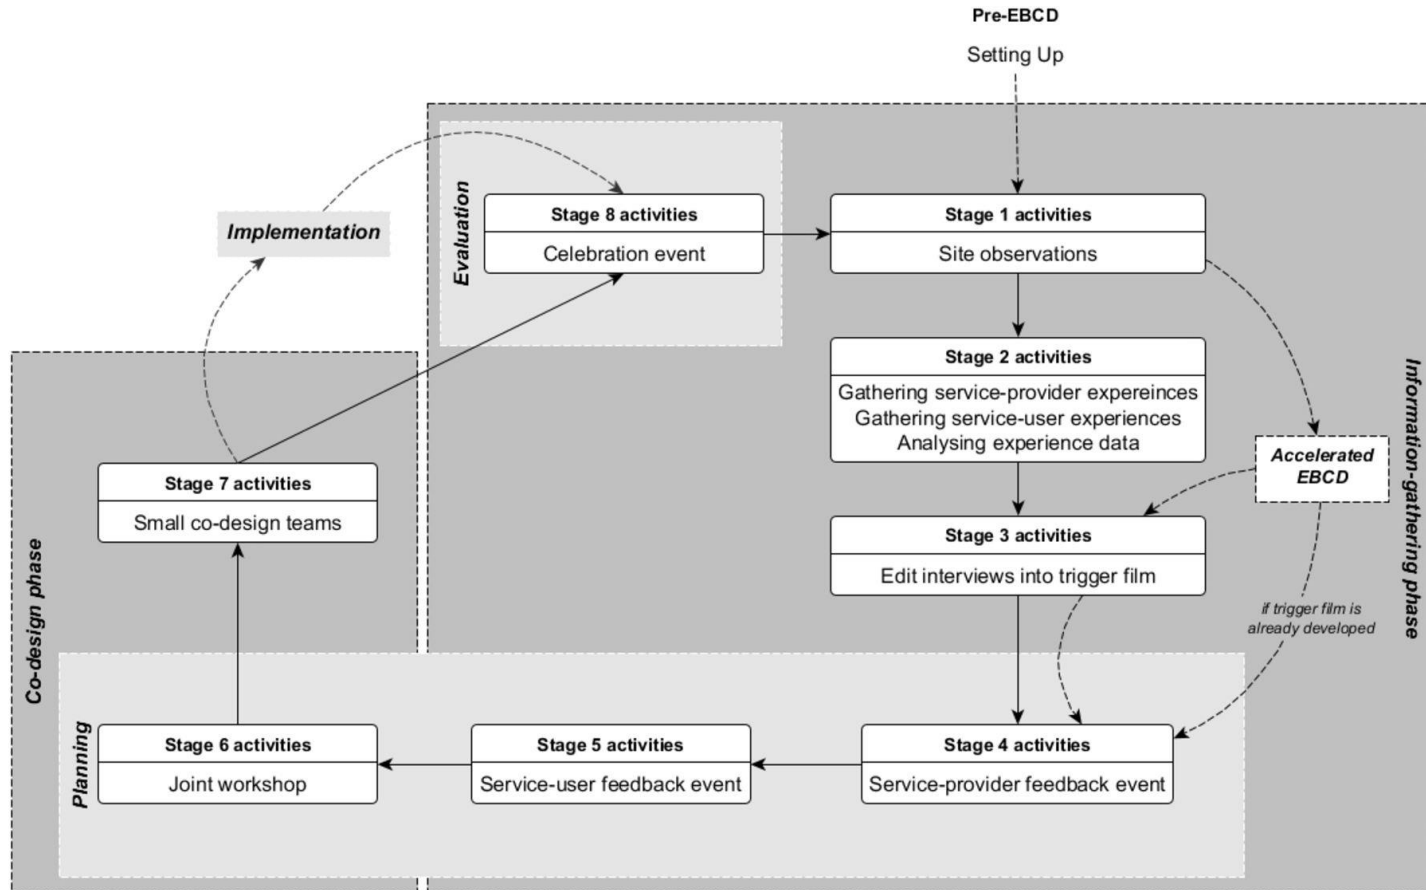 Pre-EBCD
Setting Up
Implementation
Evaluation
Stage 8 activities
Celebration event
Stage 1 activities
Site observations
Stage 2 activities
Gathering service-provider expereinces
Gathering service-user experiences
Analysing experience data
Accelerated
EBCD
Information-gathering phase
Stage 7 activities
Small co-design teams
Stage 3 activities
Edit interviews into trigger film
if trigger film is
already developed
Co-design phase
Planning
Stage 6 activities
Joint workshop
Stage 5 activities
Service-user feedback event
Stage 4 activities
Service-provider feedback event